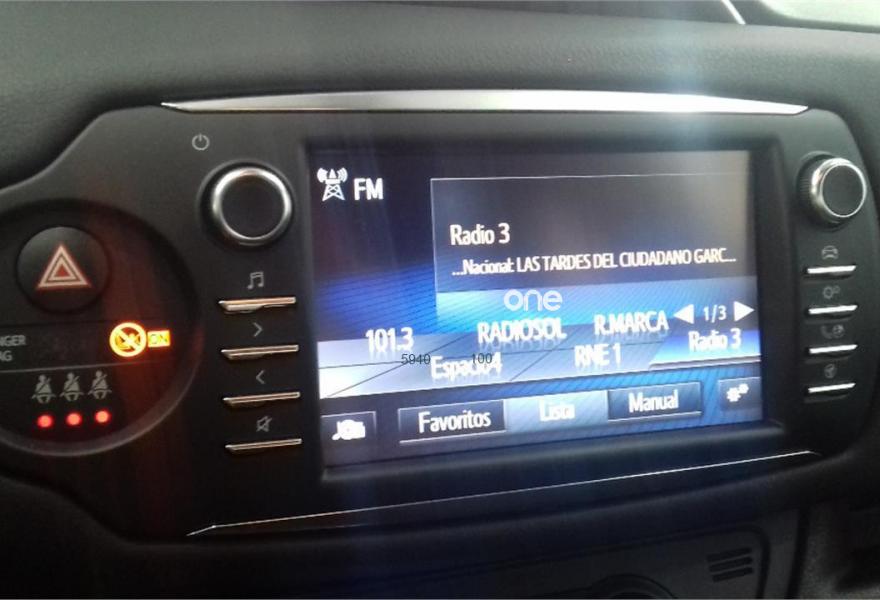 FM
Radio 3
...Nacional: LAS TARDES DEL CIUDADANO GARC...
one
1/3
101.3 RADIOSOL R.MARCA
5940 100
Espacio4 RNE 1 Radio 3
Favoritos Lista Manual
ON